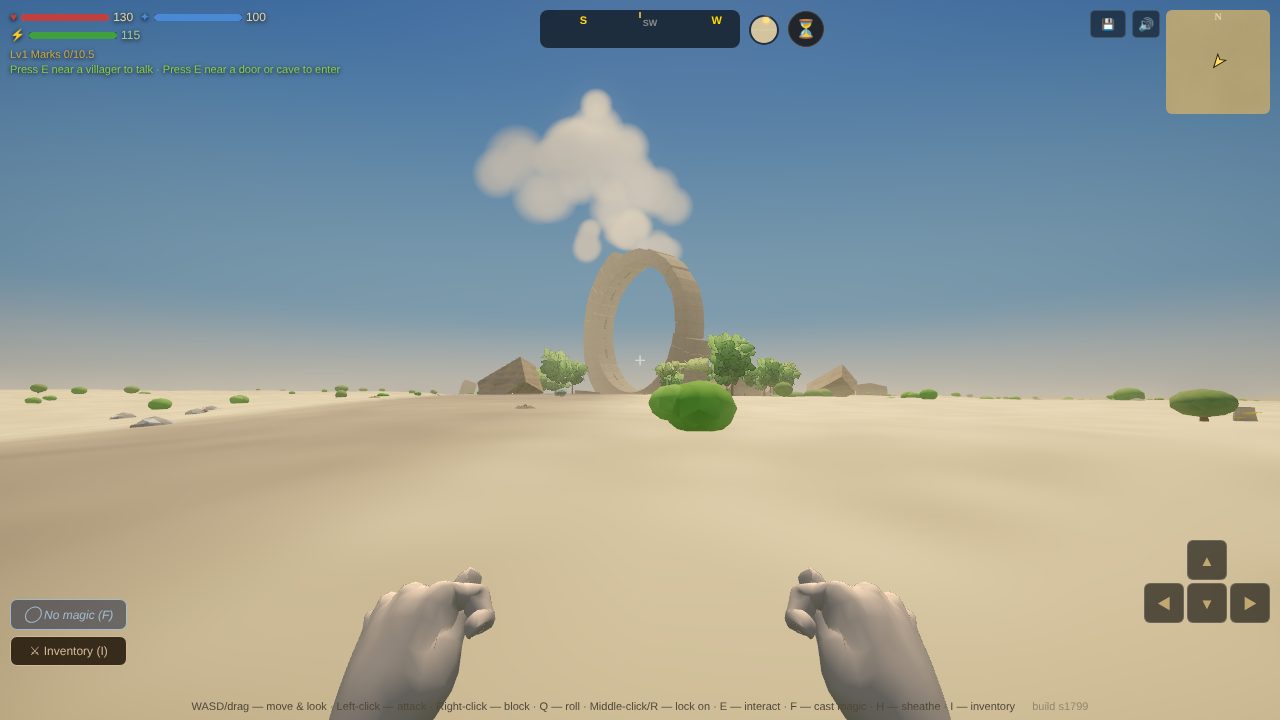 130
100
115
Lv1 Marks 0/10.5
Press E near a villager to talk · Press E near a door or cave to enter
S
SW
W
N
No magic (F)
Inventory (I)
WASD/drag — move & look · Left-click — attack · Right-click — block · Q — roll · Middle-click/R — lock on · E — interact · F — cast magic · H — sheathe · I — inventory
build s1799